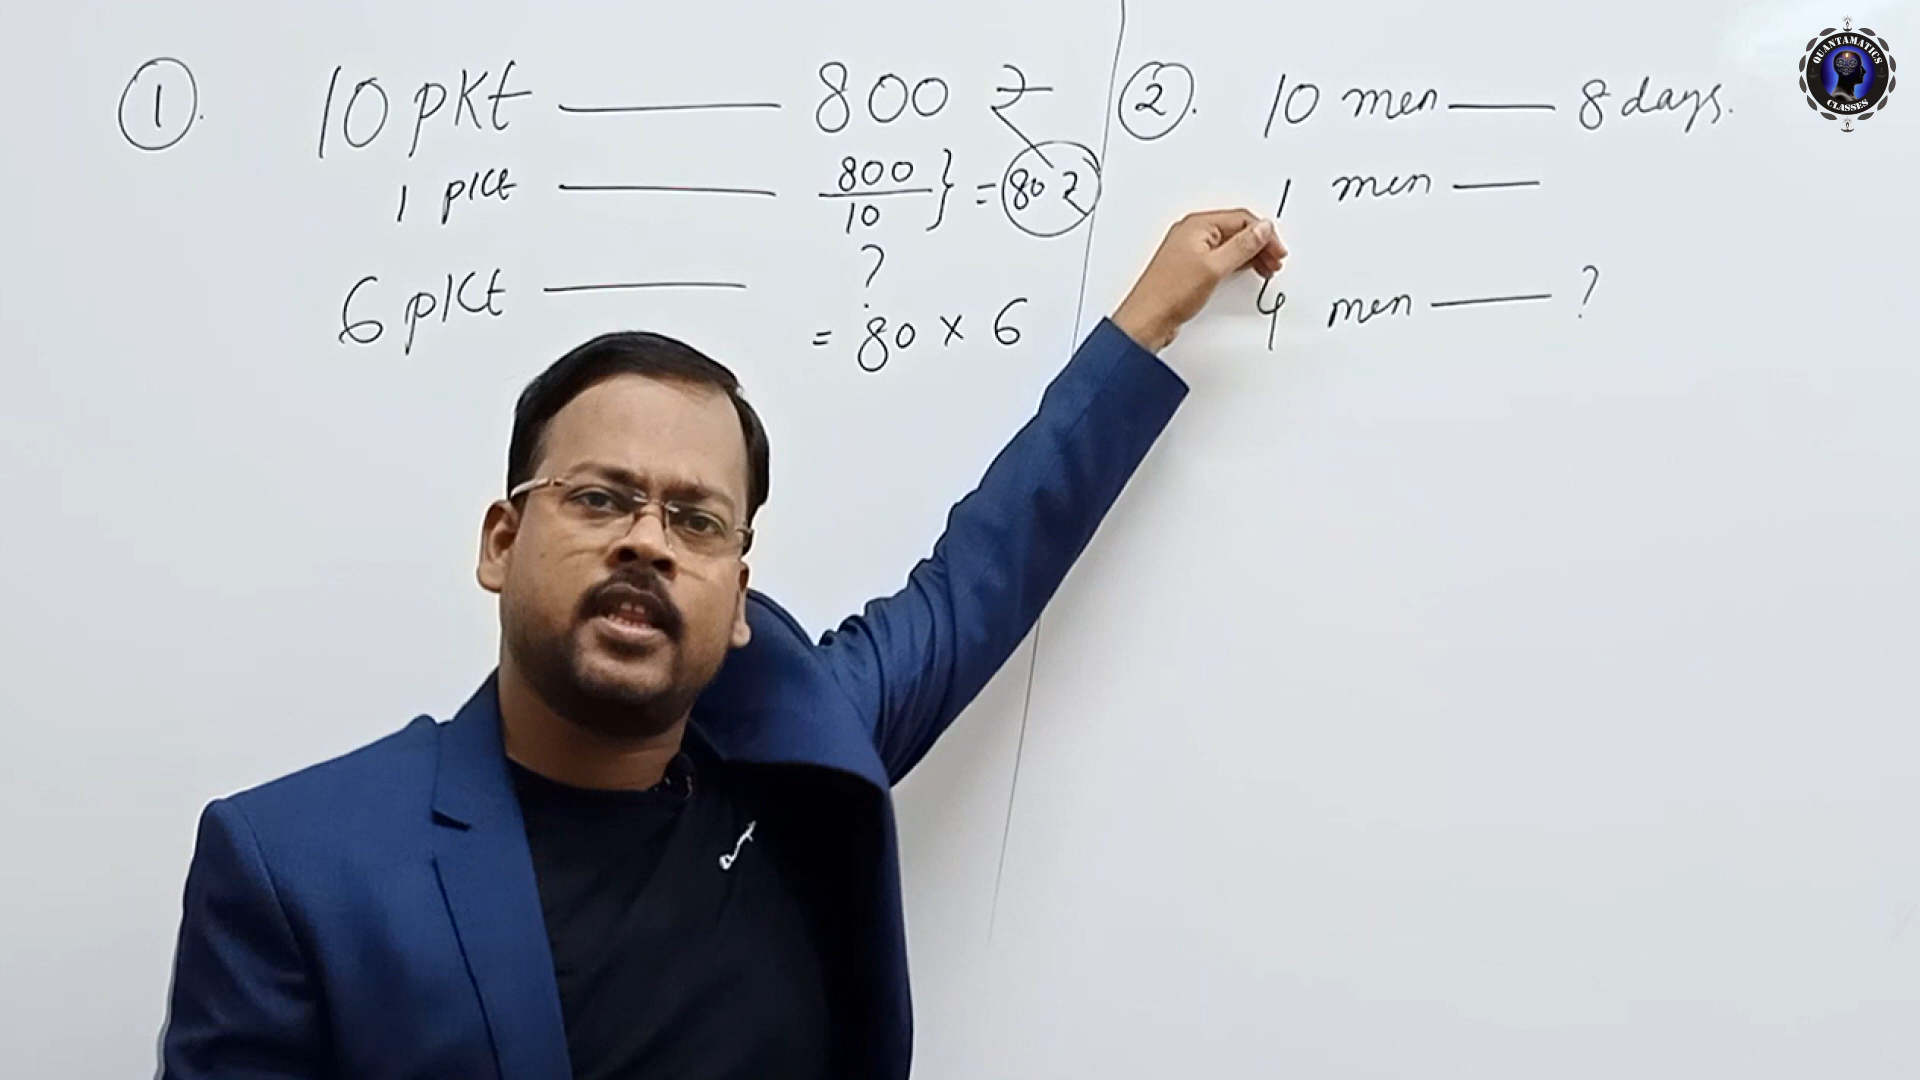 1. 10 pkt — 800 ₹
1 pkt — 800/10 } = 80 ₹
6 pkt — ?
= 80 × 6
2. 10 men — 8 days.
1 men —
4 men — ?
QUANTAMATICS
CLASSES